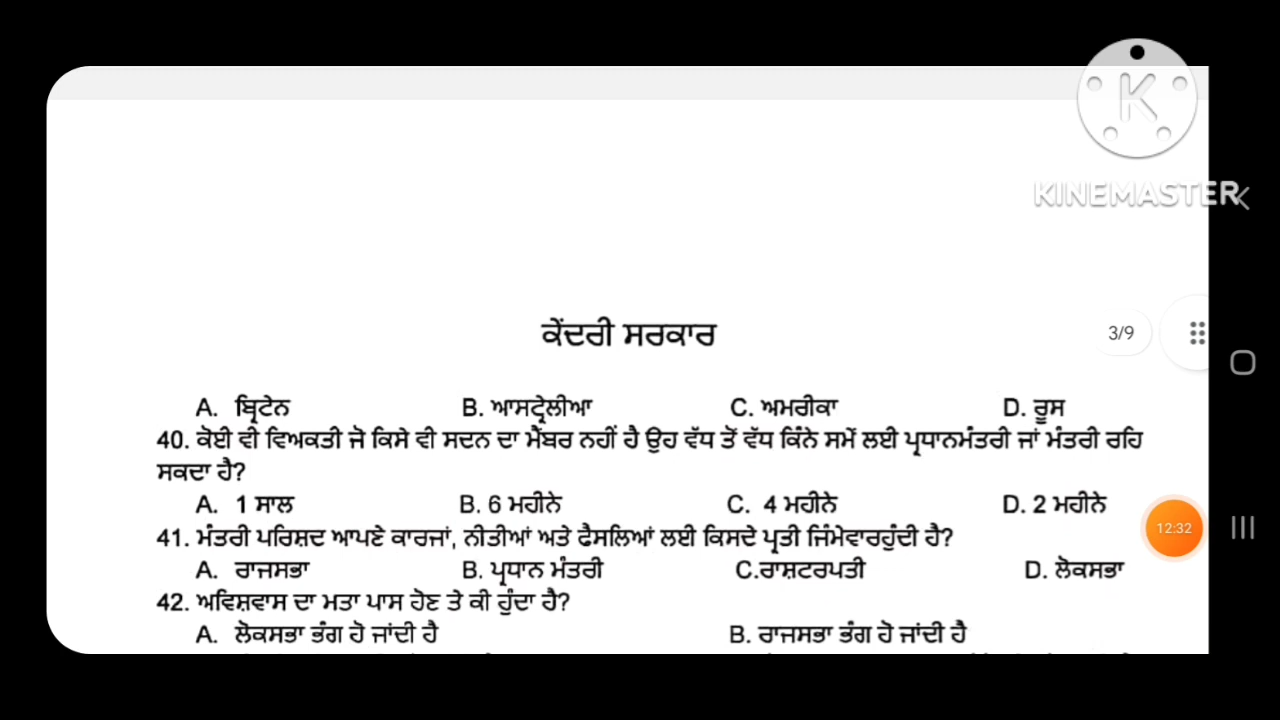 K
KINEMASTER
ਕੇਂਦਰੀ ਸਰਕਾਰ
3/9
A. ਬ੍ਰਿਟੇਨ B. ਆਸਟ੍ਰੇਲੀਆ C. ਅਮਰੀਕਾ D. ਰੂਸ
40. ਕੋਈ ਵੀ ਵਿਅਕਤੀ ਜੋ ਕਿਸੇ ਵੀ ਸਦਨ ਦਾ ਮੈਂਬਰ ਨਹੀਂ ਹੈ ਉਹ ਵੱਧ ਤੋਂ ਵੱਧ ਕਿੰਨੇ ਸਮੇਂ ਲਈ ਪ੍ਰਧਾਨਮੰਤਰੀ ਜਾਂ ਮੰਤਰੀ ਰਹਿ
ਸਕਦਾ ਹੈ?
A. 1 ਸਾਲ B. 6 ਮਹੀਨੇ C. 4 ਮਹੀਨੇ D. 2 ਮਹੀਨੇ
12:32
41. ਮੰਤਰੀ ਪਰਿਸ਼ਦ ਆਪਣੇ ਕਾਰਜਾਂ, ਨੀਤੀਆਂ ਅਤੇ ਫੈਸਲਿਆਂ ਲਈ ਕਿਸਦੇ ਪ੍ਰਤੀ ਜਿੰਮੇਵਾਰਹੁੰਦੀ ਹੈ?
A. ਰਾਜਸਭਾ B. ਪ੍ਰਧਾਨ ਮੰਤਰੀ C.ਰਾਸ਼ਟਰਪਤੀ D. ਲੋਕਸਭਾ
42. ਅਵਿਸ਼ਵਾਸ ਦਾ ਮਤਾ ਪਾਸ ਹੋਣ ਤੇ ਕੀ ਹੁੰਦਾ ਹੈ?
A. ਲੋਕਸਭਾ ਭੰਗ ਹੋ ਜਾਂਦੀ ਹੈ B. ਰਾਜਸਭਾ ਭੰਗ ਹੋ ਜਾਂਦੀ ਹੈ